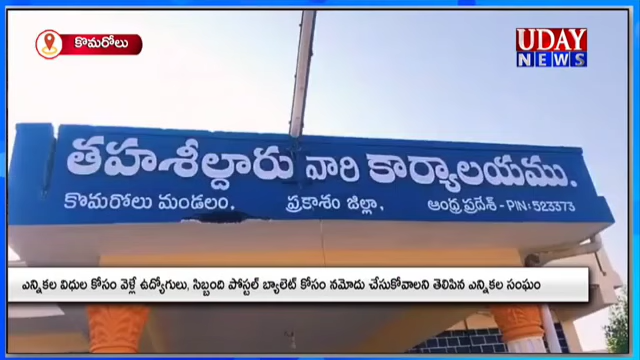 కొమరోలు
UDAY
NEWS
తహశీల్దారు వారి కార్యాలయము.
కొమరోలు మండలం, ప్రకాశం జిల్లా, ఆంధ్రప్రదేశ్ - PIN: 523373
ఎన్నికల విధుల కోసం వెళ్లే ఉద్యోగులు, సిబ్బంది పోస్టల్ బ్యాలెట్ కోసం నమోదు చేసుకోవాలని తెలిపిన ఎన్నికల సంఘం